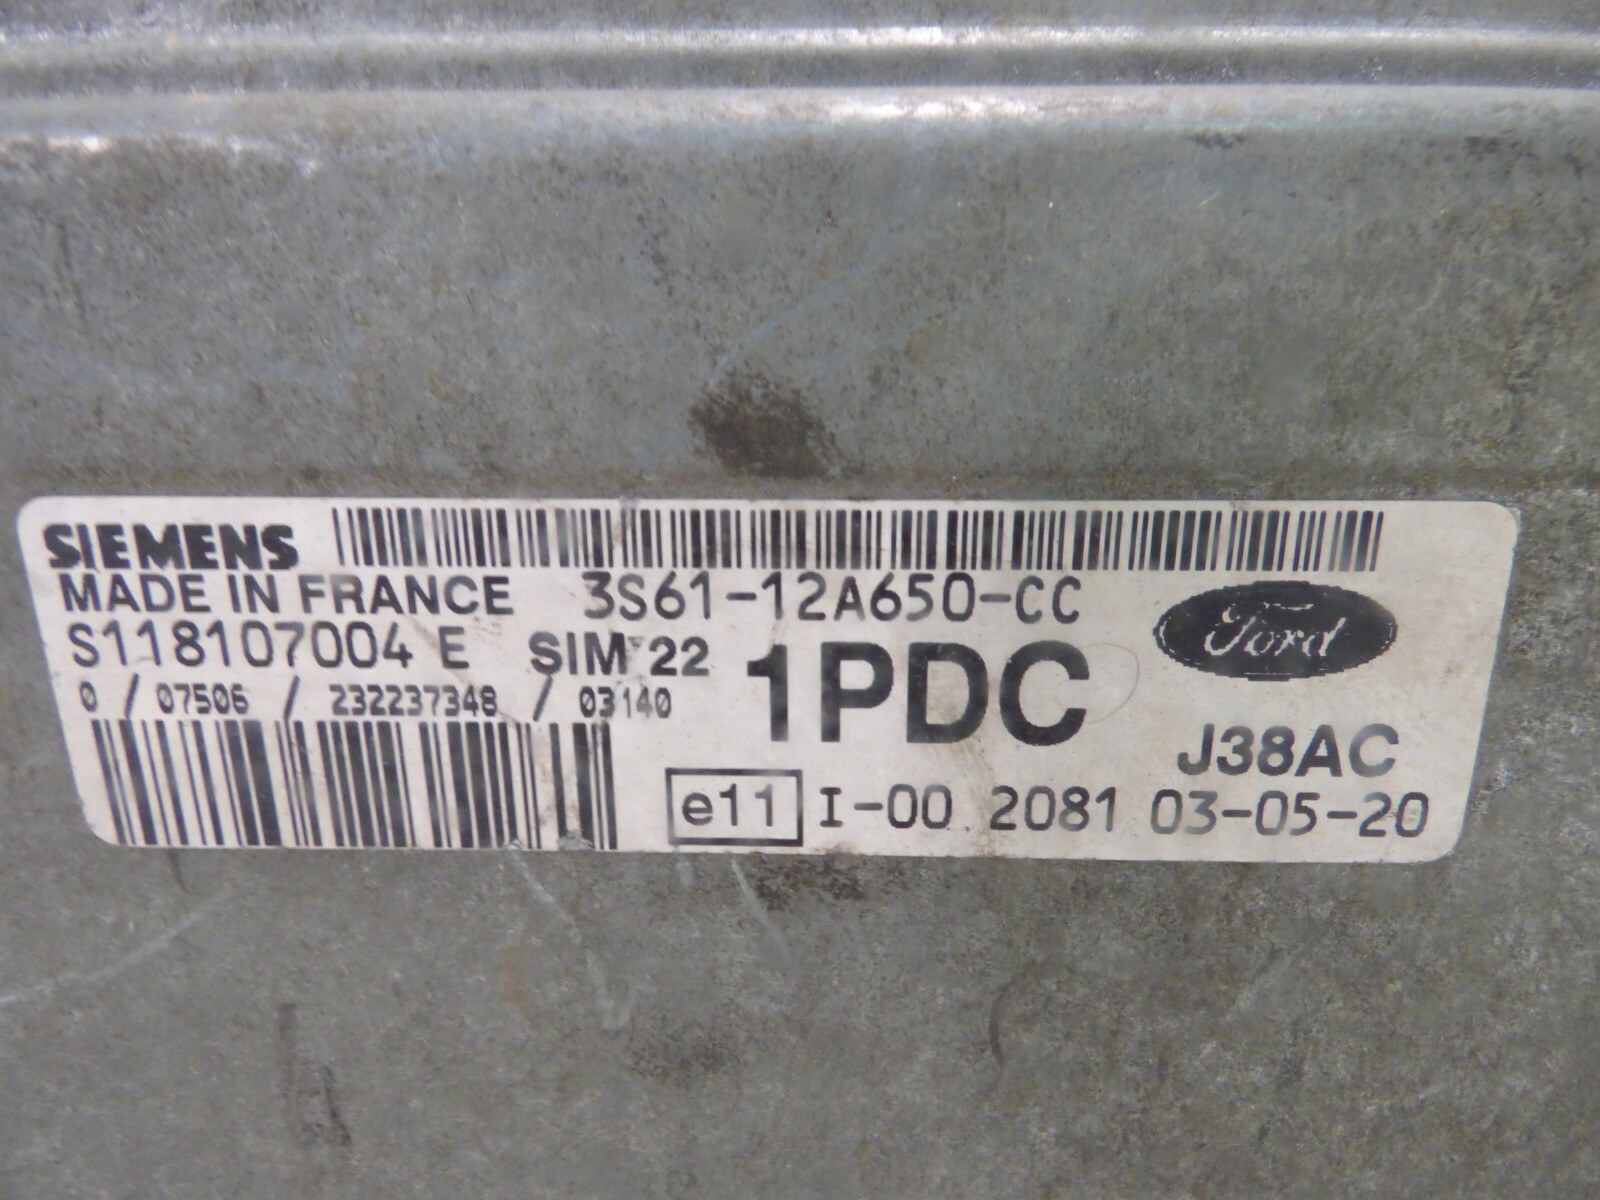 SIEMENS
MADE IN FRANCE 3S61-12A650-CC
Ford
S118107004 E SIM 22 1PDC
0 / 07506 / 232237348 / 03140
J38AC
e11 I-00 2081 03-05-20